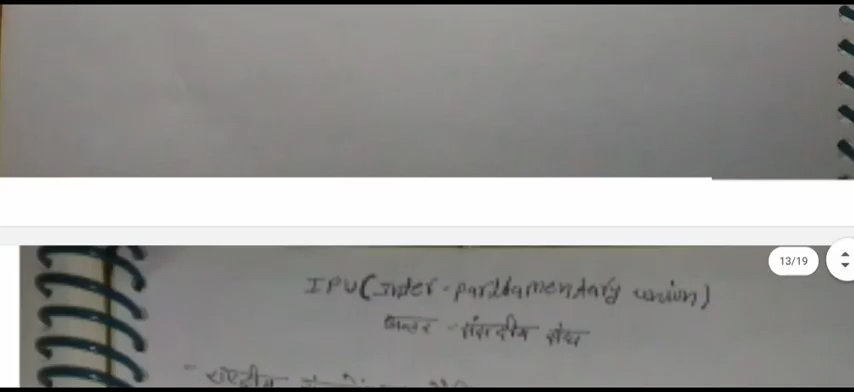 13/19
IPU (Inter-parliamentary union)
अन्तर - संसदीय संघ